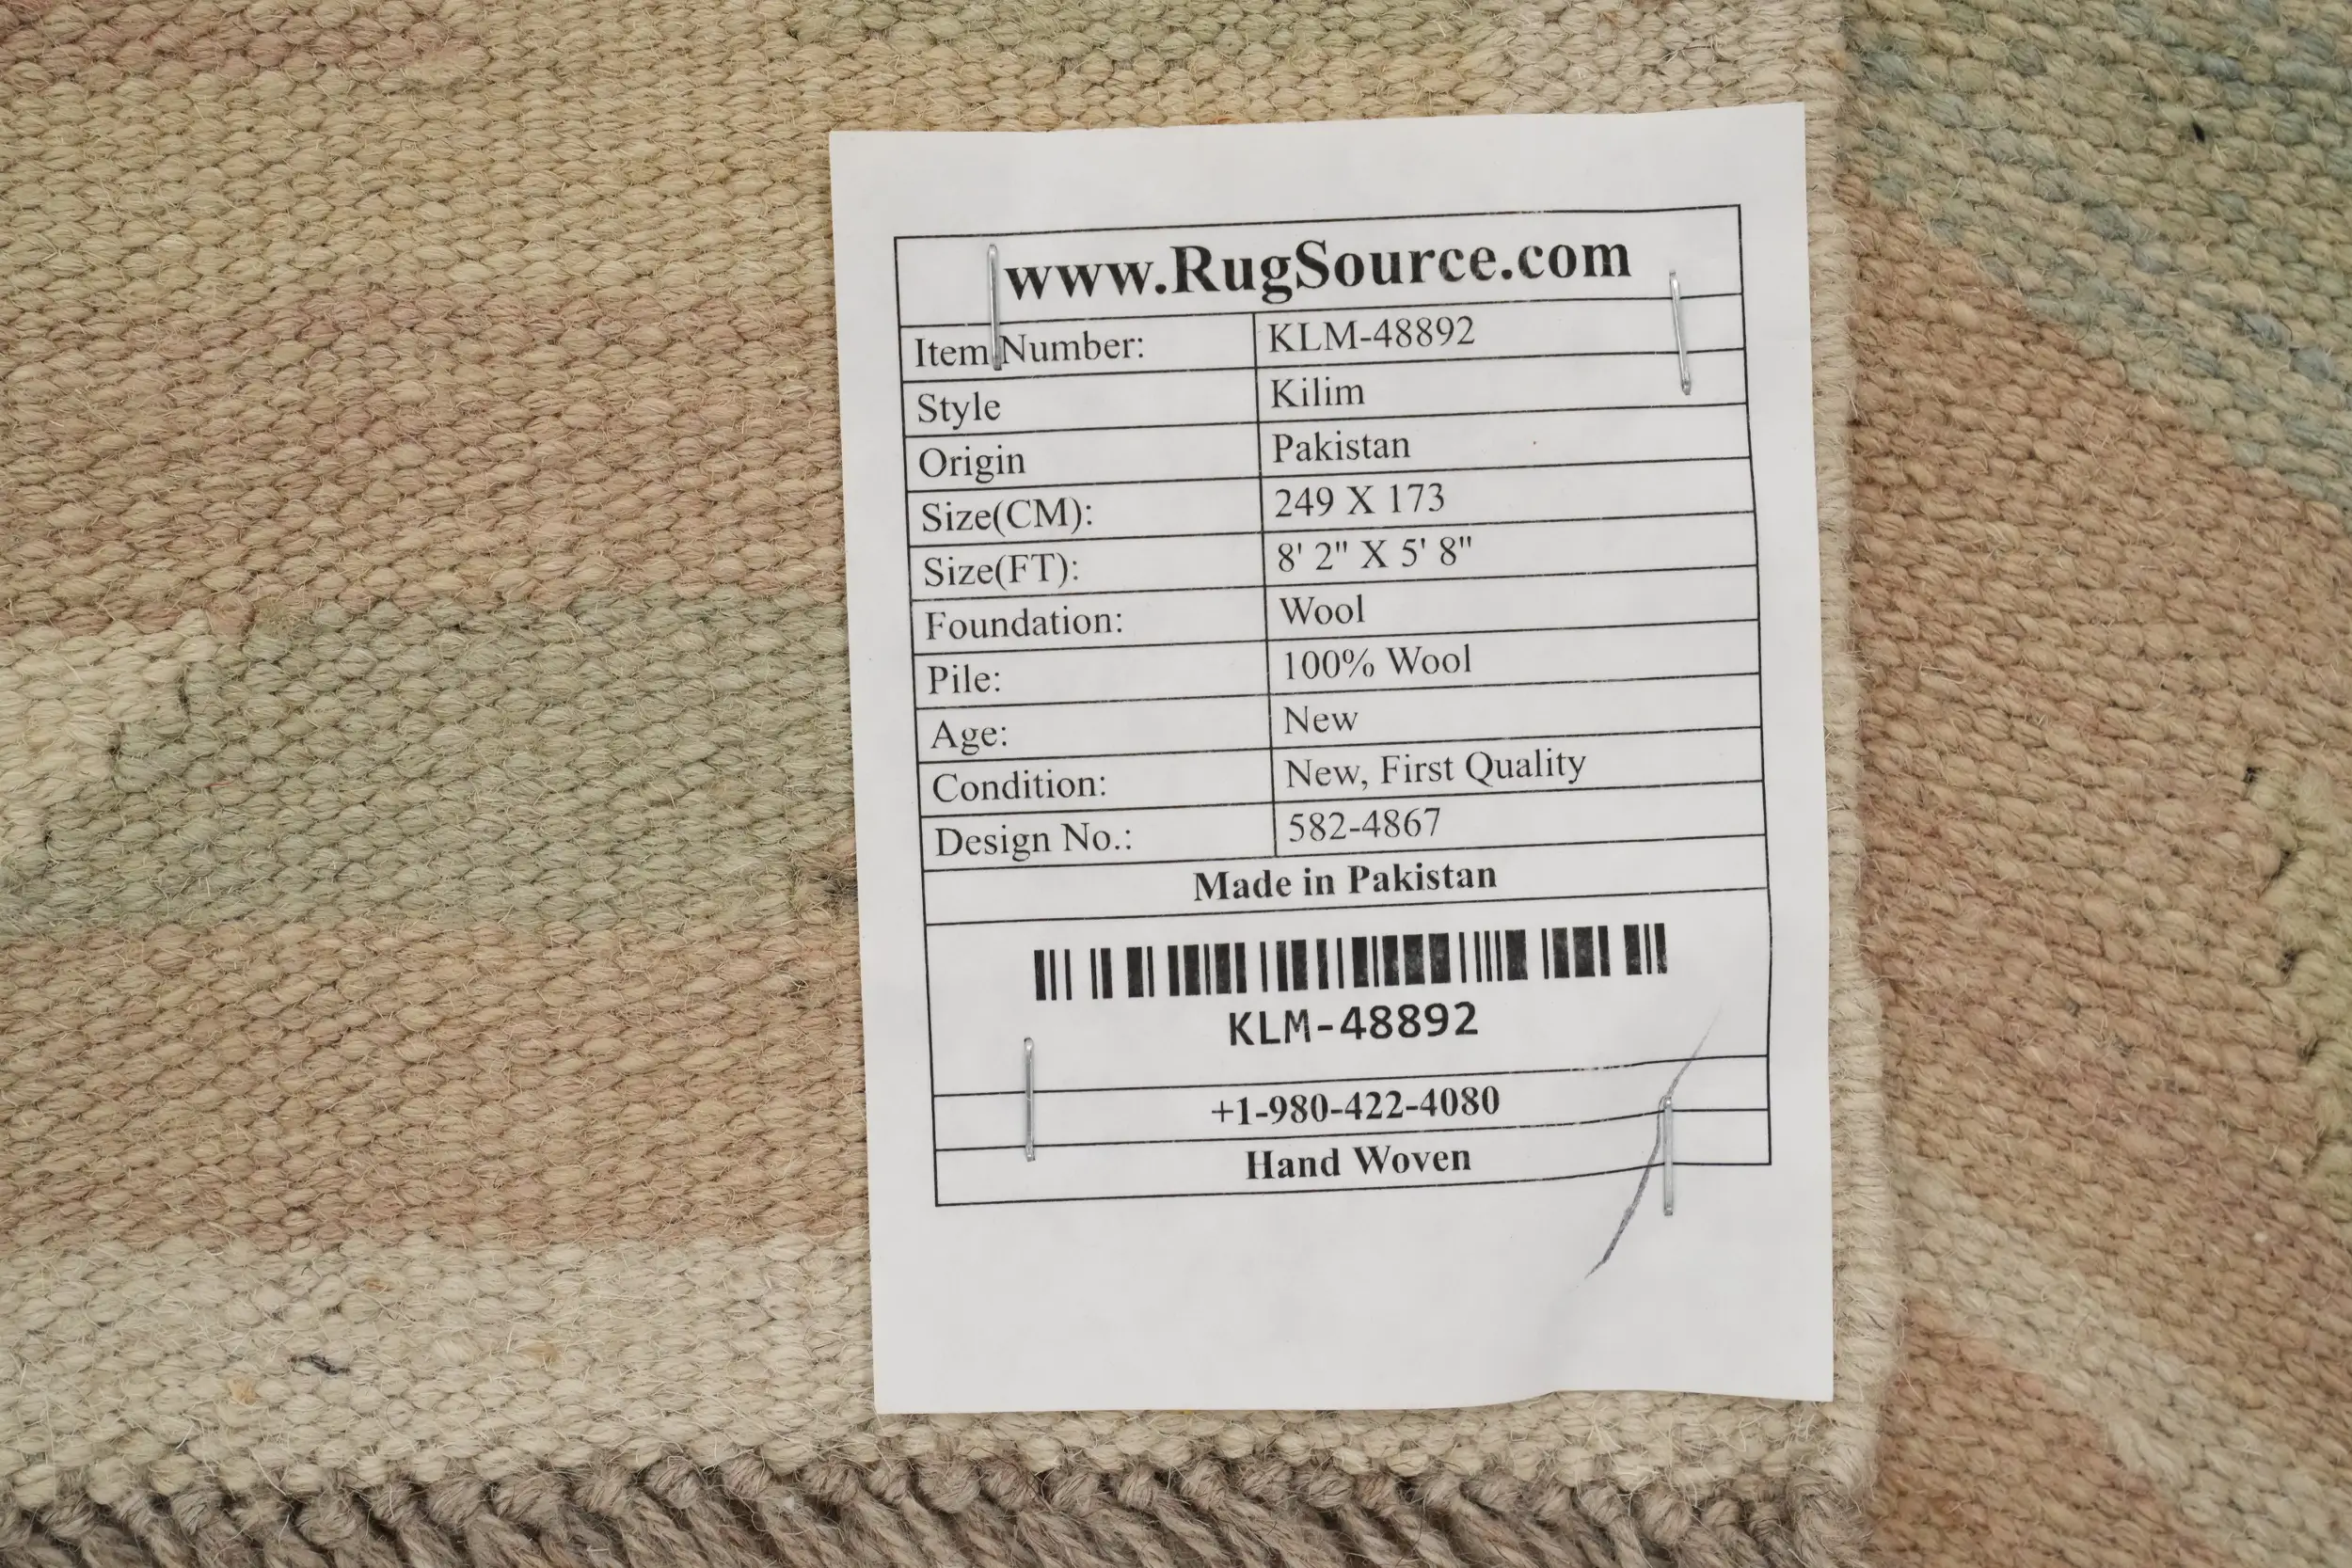 www.RugSource.com
Item Number: KLM-48892
Style Kilim
Origin Pakistan
Size(CM): 249 X 173
Size(FT): 8' 2" X 5' 8"
Foundation: Wool
Pile: 100% Wool
Age: New
Condition: New, First Quality
Design No.: 582-4867
Made in Pakistan
KLM-48892
+1-980-422-4080
Hand Woven